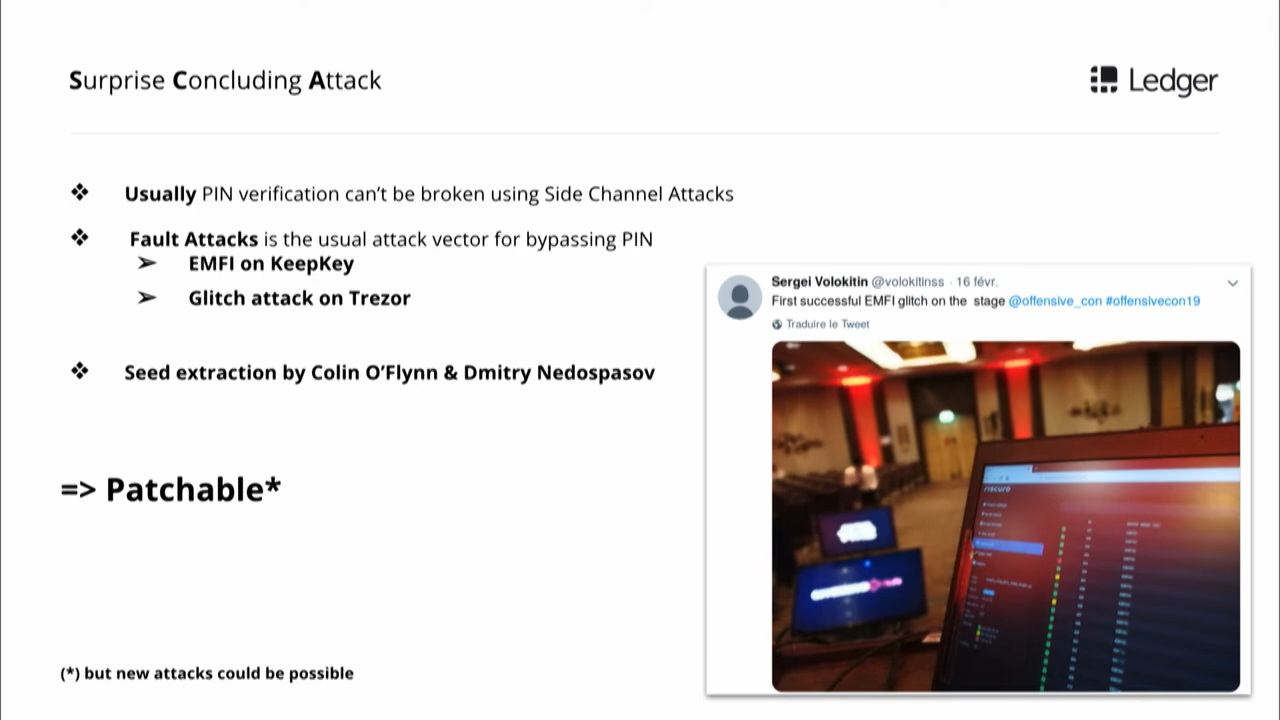 Surprise Concluding Attack
Ledger
❖ Usually PIN verification can't be broken using Side Channel Attacks
❖ Fault Attacks is the usual attack vector for bypassing PIN
➢ EMFI on KeepKey
➢ Glitch attack on Trezor
❖ Seed extraction by Colin O'Flynn & Dmitry Nedospasov
=> Patchable*
(*) but new attacks could be possible
Sergei Volokitin @volokitinss · 16 févr.
First successful EMFI glitch on the stage @offensive_con #offensivecon19
Traduire le Tweet
riscure